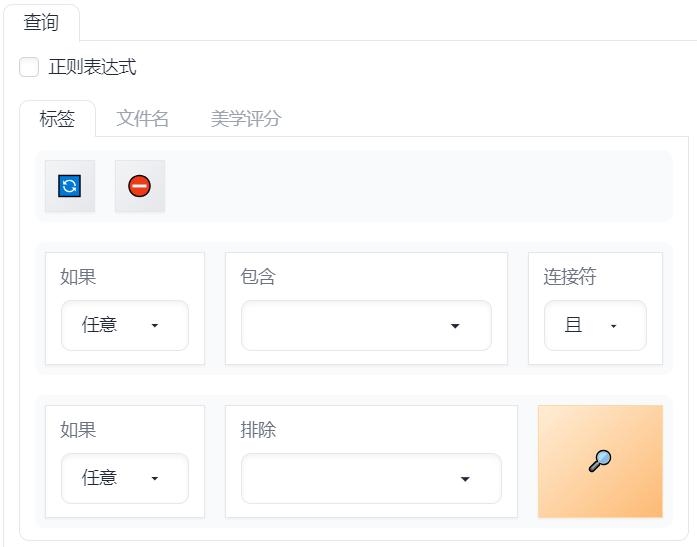 查询
正则表达式
标签 文件名 美学评分
如果 包含 连接符
任意 且
如果 排除
任意